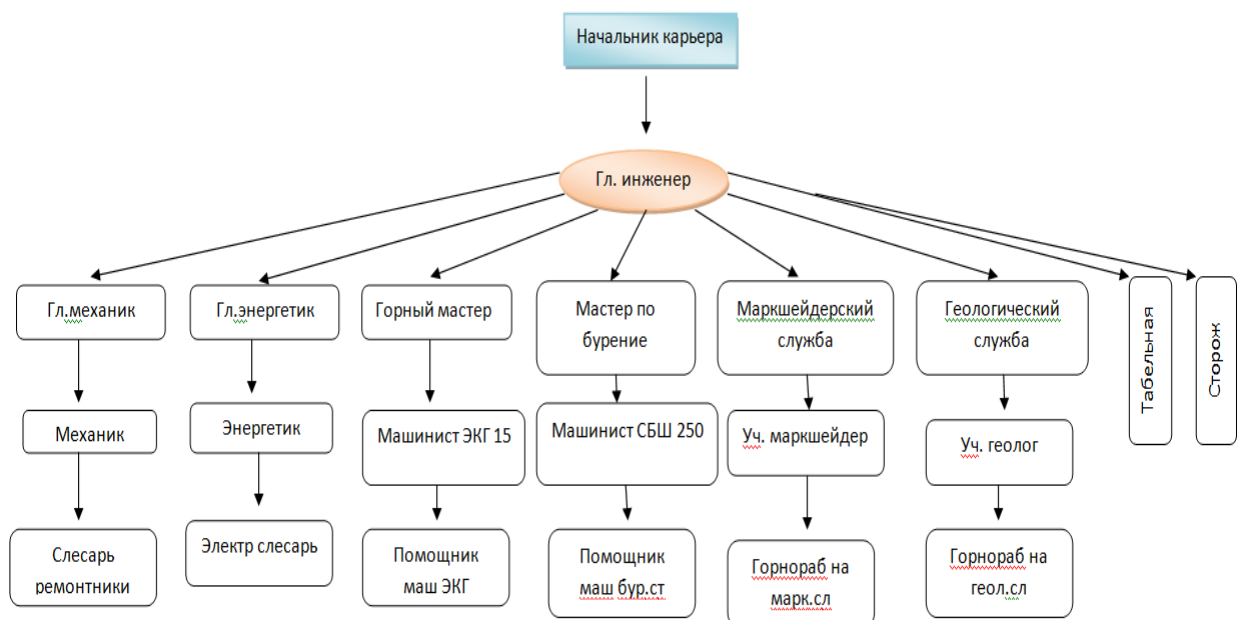 Начальник карьера
Гл. инженер
Гл.механик
Гл.энергетик
Горный мастер
Мастер по
бурение
Маркшейдерский
служба
Геологический
служба
Табельная
Сторож
Механик
Энергетик
Машинист ЭКГ 15
Машинист СБШ 250
Уч. маркшейдер
Уч. геолог
Слесарь
ремонтники
Электр слесарь
Помощник
маш ЭКГ
Помощник
маш бур.ст
Горнораб на
марк.сл
Горнораб на
геол.сл